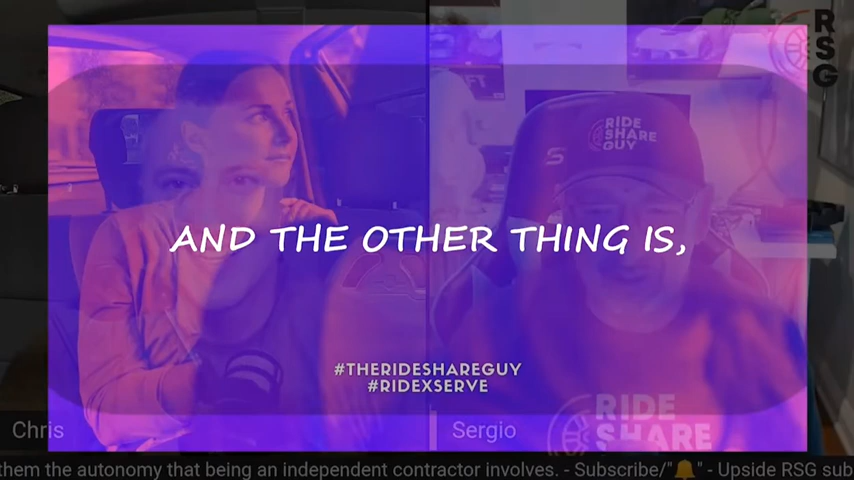 RSG
FT
RIDE
SHARE
GUY
AND THE OTHER THING IS,
#THERIDESHAREGUY
#RIDEXSERVE
Chris
Sergio
RIDE
SHARE
them the autonomy that being an independent contractor involves. - Subscribe/"🔔" - Upside RSG sub